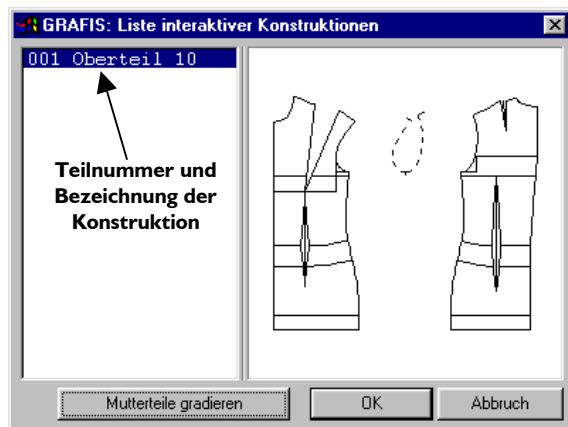 GRAFIS: Liste interaktiver Konstruktionen
001 Oberteil 10
Teilnummer und
Bezeichnung der
Konstruktion
Mutterteile gradieren
OK
Abbruch